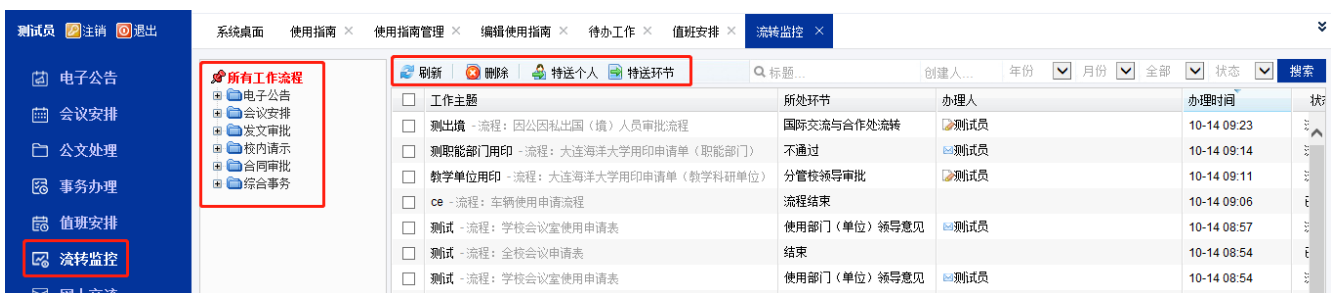 测试员 注销 退出
系统桌面 使用指南 × 使用指南管理 × 编辑使用指南 × 待办工作 × 值班安排 × 流转监控 ×
电子公告
会议安排
公文处理
事务办理
值班安排
流转监控
所有工作流程
电子公告
会议安排
发文审批
校内请示
合同审批
综合事务
刷新 删除 特送个人 特送环节 标题... 创建人... 年份 月份 全部 状态 搜索
工作主题 所处环节 办理人 办理时间
测出境 -流程：因公因私出国（境）人员审批流程 国际交流与合作处流转 测试员 10-14 09:23
测职能部门用印 -流程：大连海洋大学用印申请单（职能部门） 不通过 测试员 10-14 09:14
教学单位用印 -流程：大连海洋大学用印申请单（教学科研单位） 分管校领导审批 测试员 10-14 09:11
ce -流程：车辆使用申请流程 流程结束 10-14 09:06
测试 -流程：学校会议室使用申请表 使用部门（单位）领导意见 测试员 10-14 08:57
测试 -流程：全校会议申请表 结束 10-14 08:54
测试 -流程：学校会议室使用申请表 使用部门（单位）领导意见 测试员 10-14 08:54